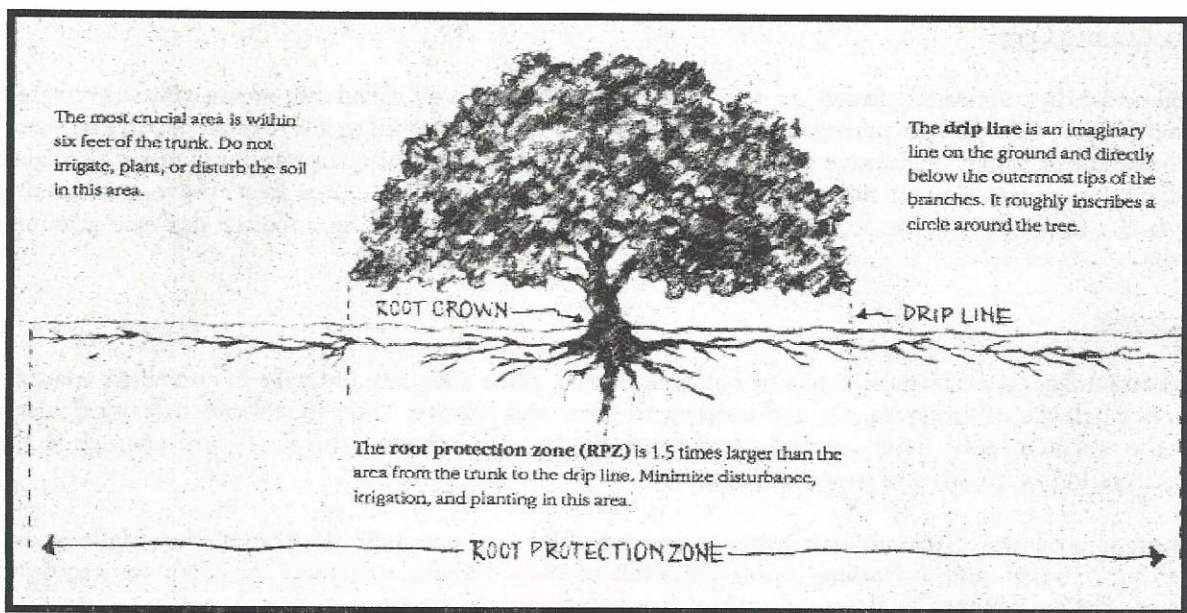 The most crucial area is within
six feet of the trunk. Do not
irrigate, plant, or disturb the soil
in this area.
The drip line is an imaginary
line on the ground and directly
below the outermost tips of the
branches. It roughly inscribes a
circle around the tree.
ROOT CROWN
DRIP LINE
The root protection zone (RPZ) is 1.5 times larger than the
area from the trunk to the drip line. Minimize disturbance,
irrigation, and planting in this area.
ROOT PROTECTION ZONE